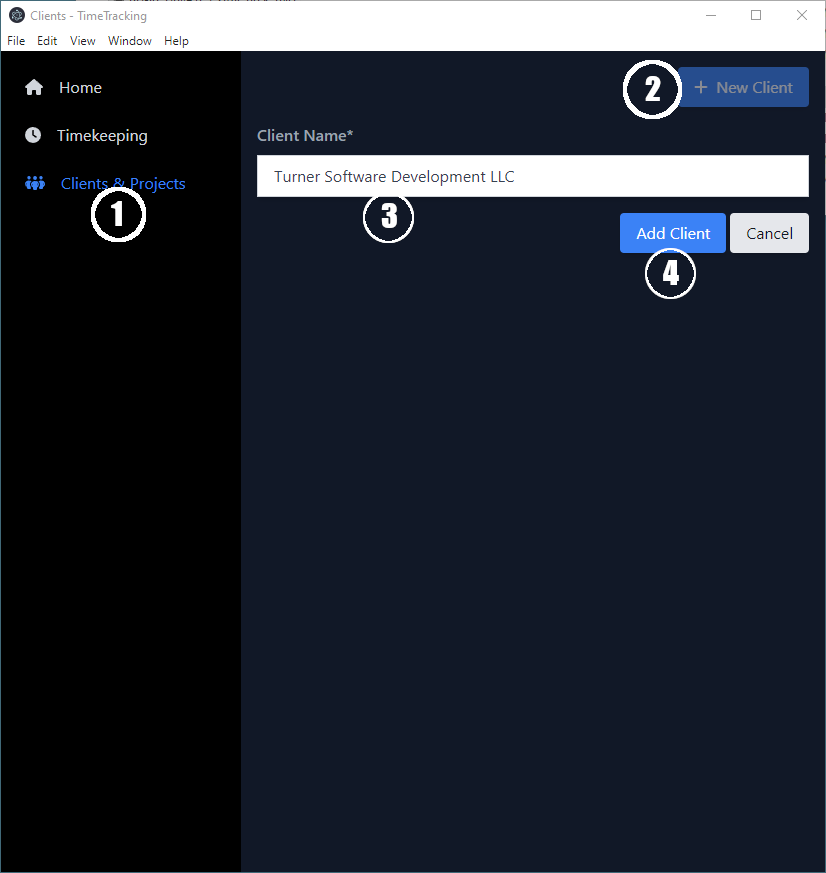 Clients - TimeTracking
File Edit View Window Help
Home
Timekeeping
Clients & Projects
1
2
+ New Client
Client Name*
Turner Software Development LLC
3
Add Client Cancel
4